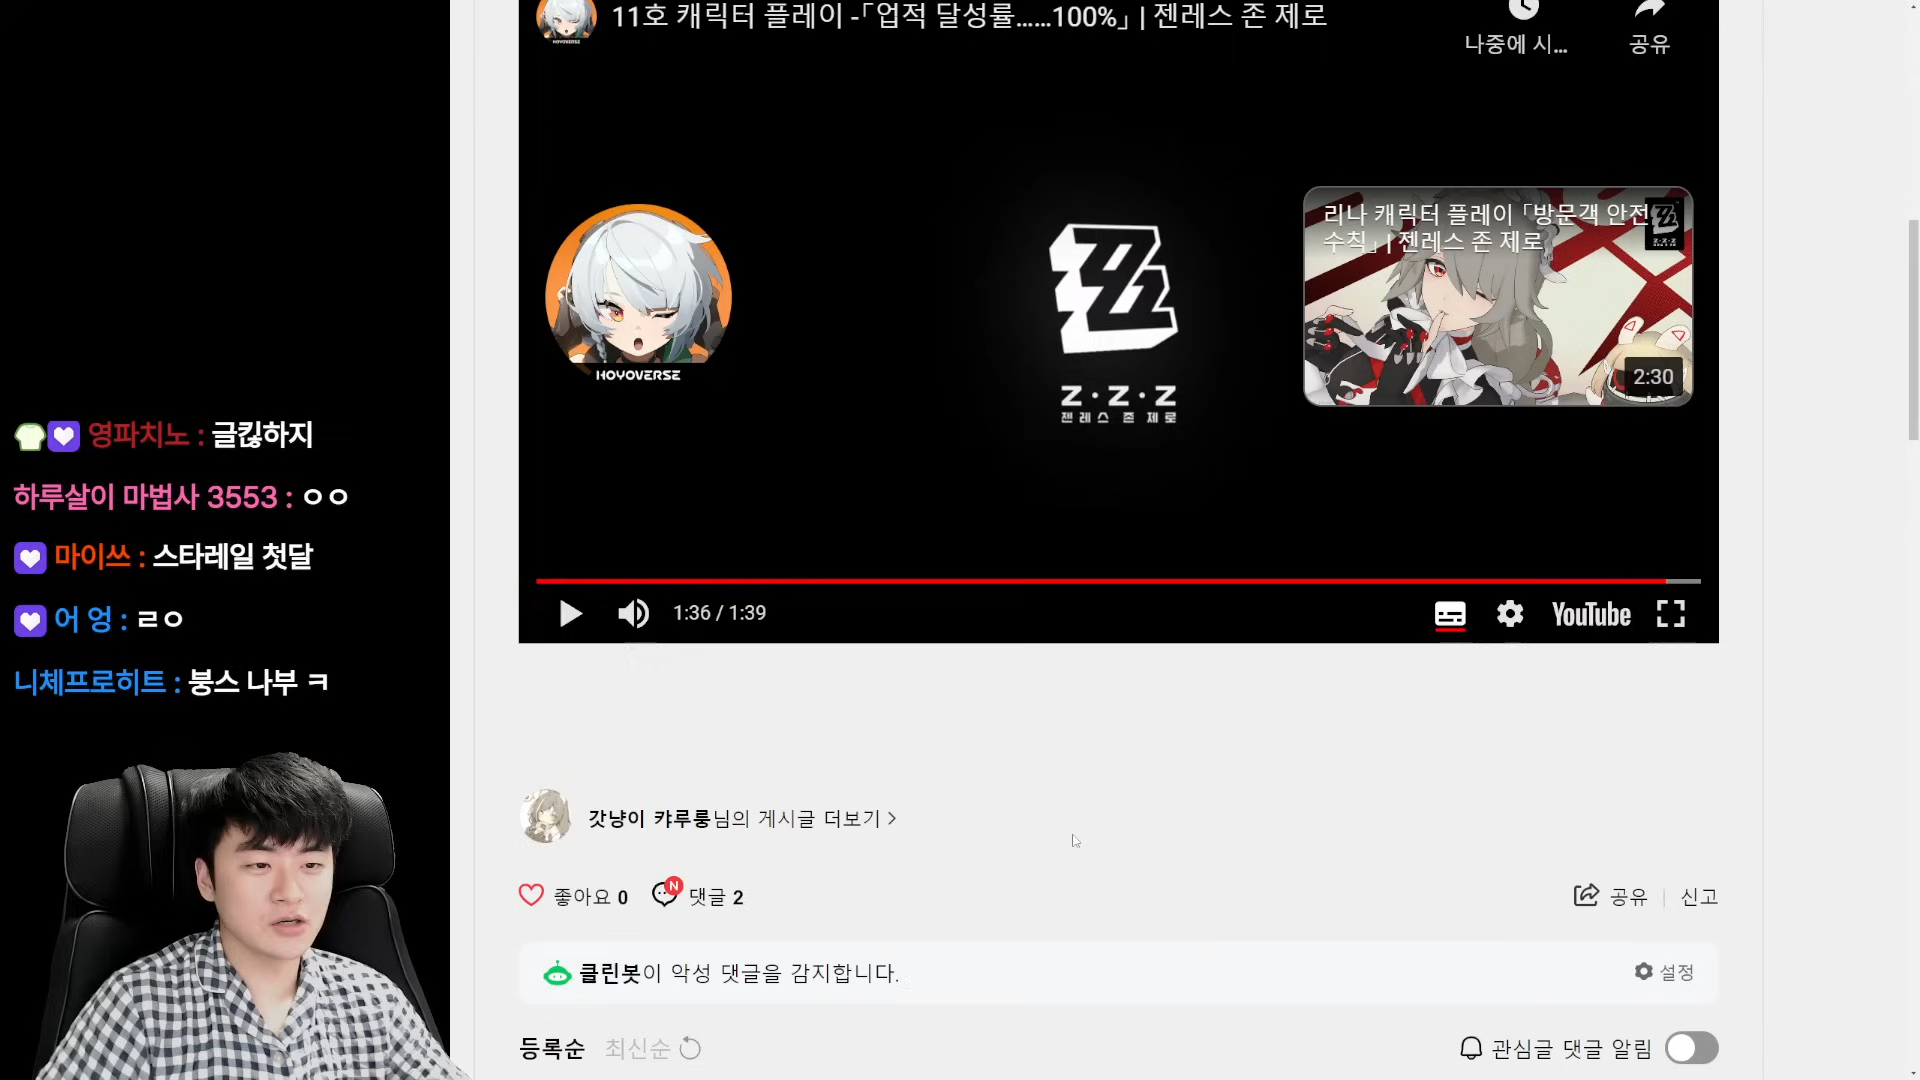 11호 캐릭터 플레이 -「업적 달성률……100%」 | 젠레스 존 제로
나중에 시...
공유
HOYOVERSE
HOYOVERSE
Z·Z·Z
젠레스 존 제로
리나 캐릭터 플레이 「방문객 안전
수칙」 | 젠레스 존 제로
Z·Z·Z
2:30
1:36 / 1:39
YouTube
영파치노 : 글킪하지
하루살이 마법사 3553 : ㅇㅇ
마이쓰 : 스타레일 첫달
어 엉 : ㄹㅇ
니체프로히트 : 붕스 나부 ㅋ
갓냥이 캬루룽님의 게시글 더보기 >
좋아요 0
N
댓글 2
공유
신고
클린봇이 악성 댓글을 감지합니다.
설정
등록순
최신순
관심글 댓글 알림